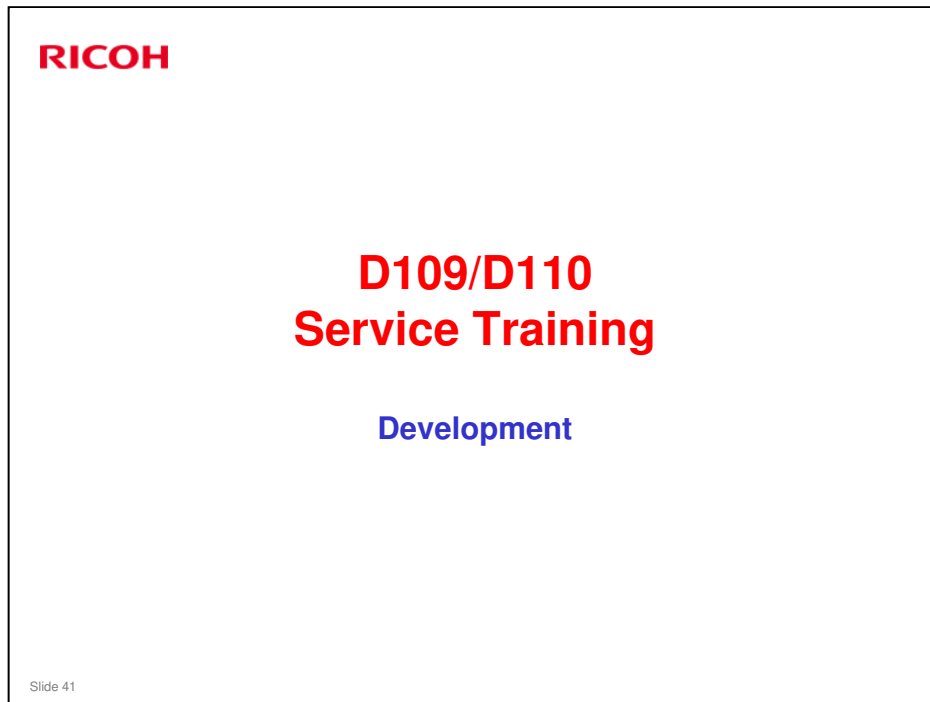 RICOH
D109/D110
Service Training
Development
Slide 41